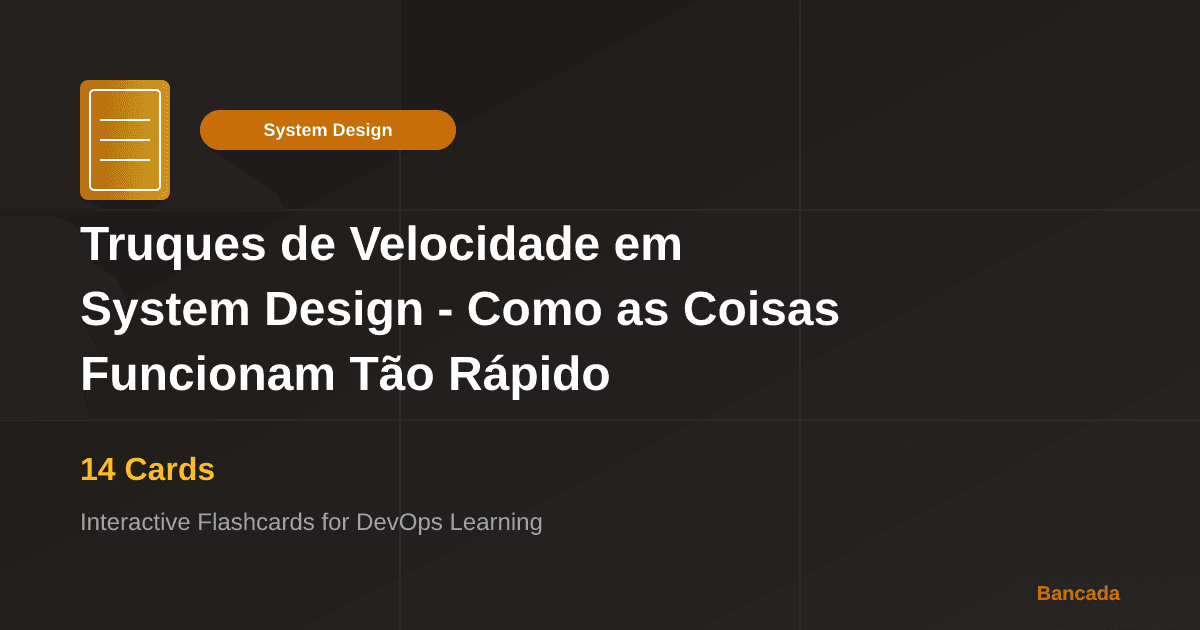 System Design
Truques de Velocidade em
System Design - Como as Coisas
Funcionam Tão Rápido
14 Cards
Interactive Flashcards for DevOps Learning
Bancada